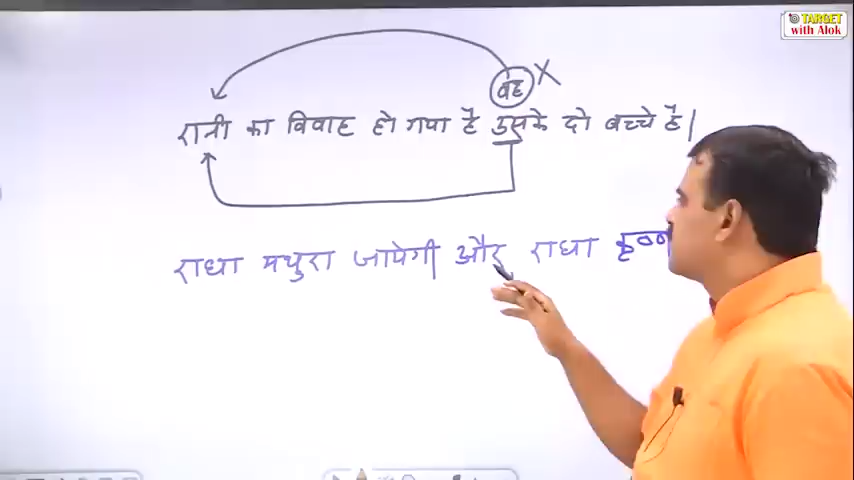 TARGET
with Alok
वह X
रानी का विवाह हो गया है उसके दो बच्चे है|
राधा मथुरा जायेगी और राधा कृष्ण